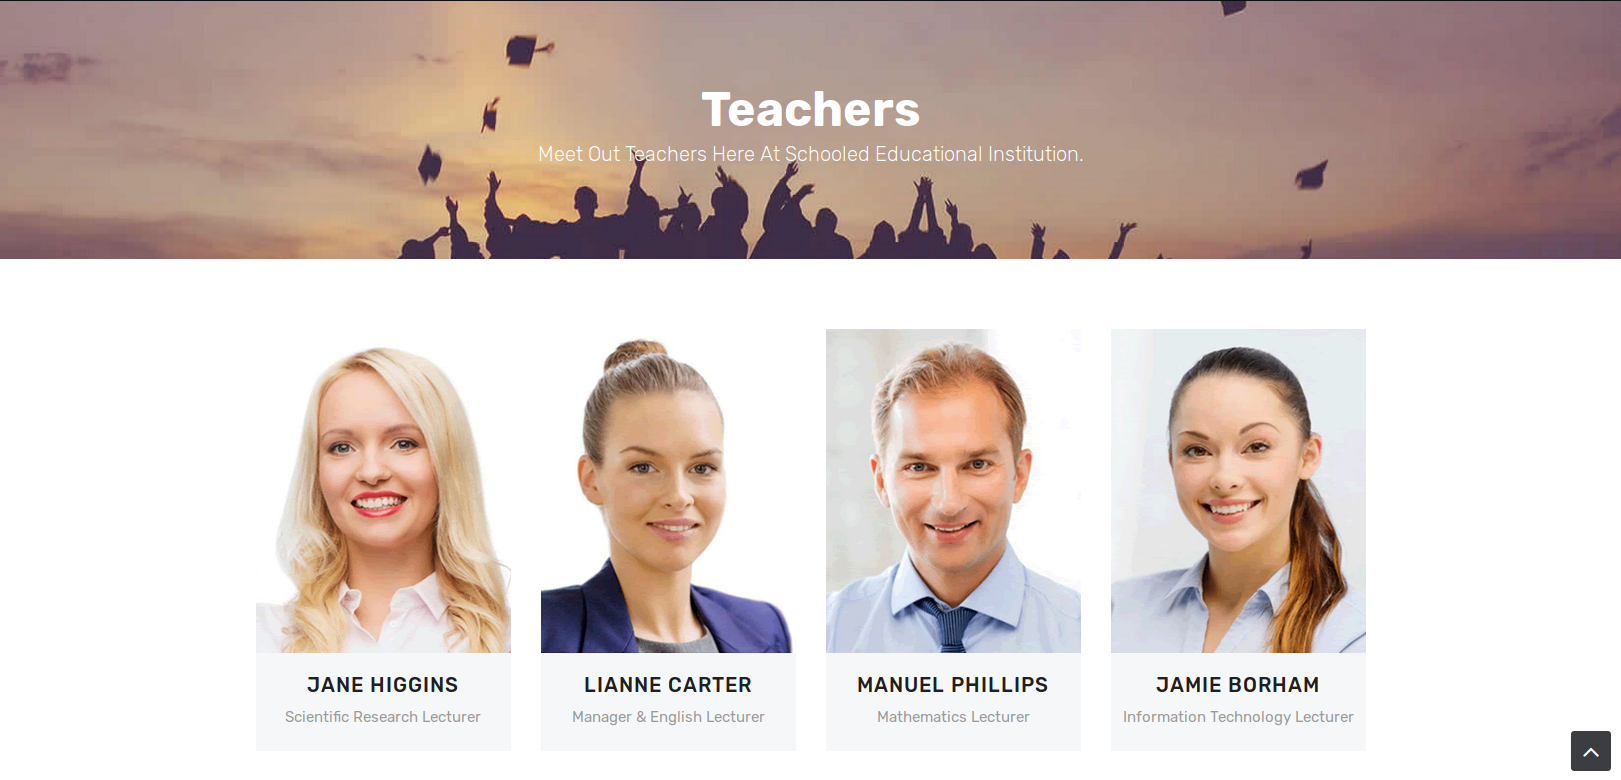 Teachers
Meet Out Teachers Here At Schooled Educational Institution.
JANE HIGGINS
Scientific Research Lecturer
LIANNE CARTER
Manager & English Lecturer
MANUEL PHILLIPS
Mathematics Lecturer
JAMIE BORHAM
Information Technology Lecturer